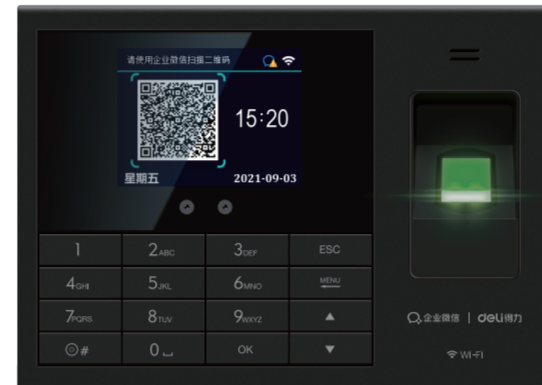 请使用企业微信扫描二维码
15:20
星期五 2021-09-03
1 2ABC 3DEF ESC
4GHI 5JKL 6MNO MENU
7PQRS 8TUV 9WXYZ ▲
# 0 OK ▼
企业微信 | deli得力
Wi-Fi